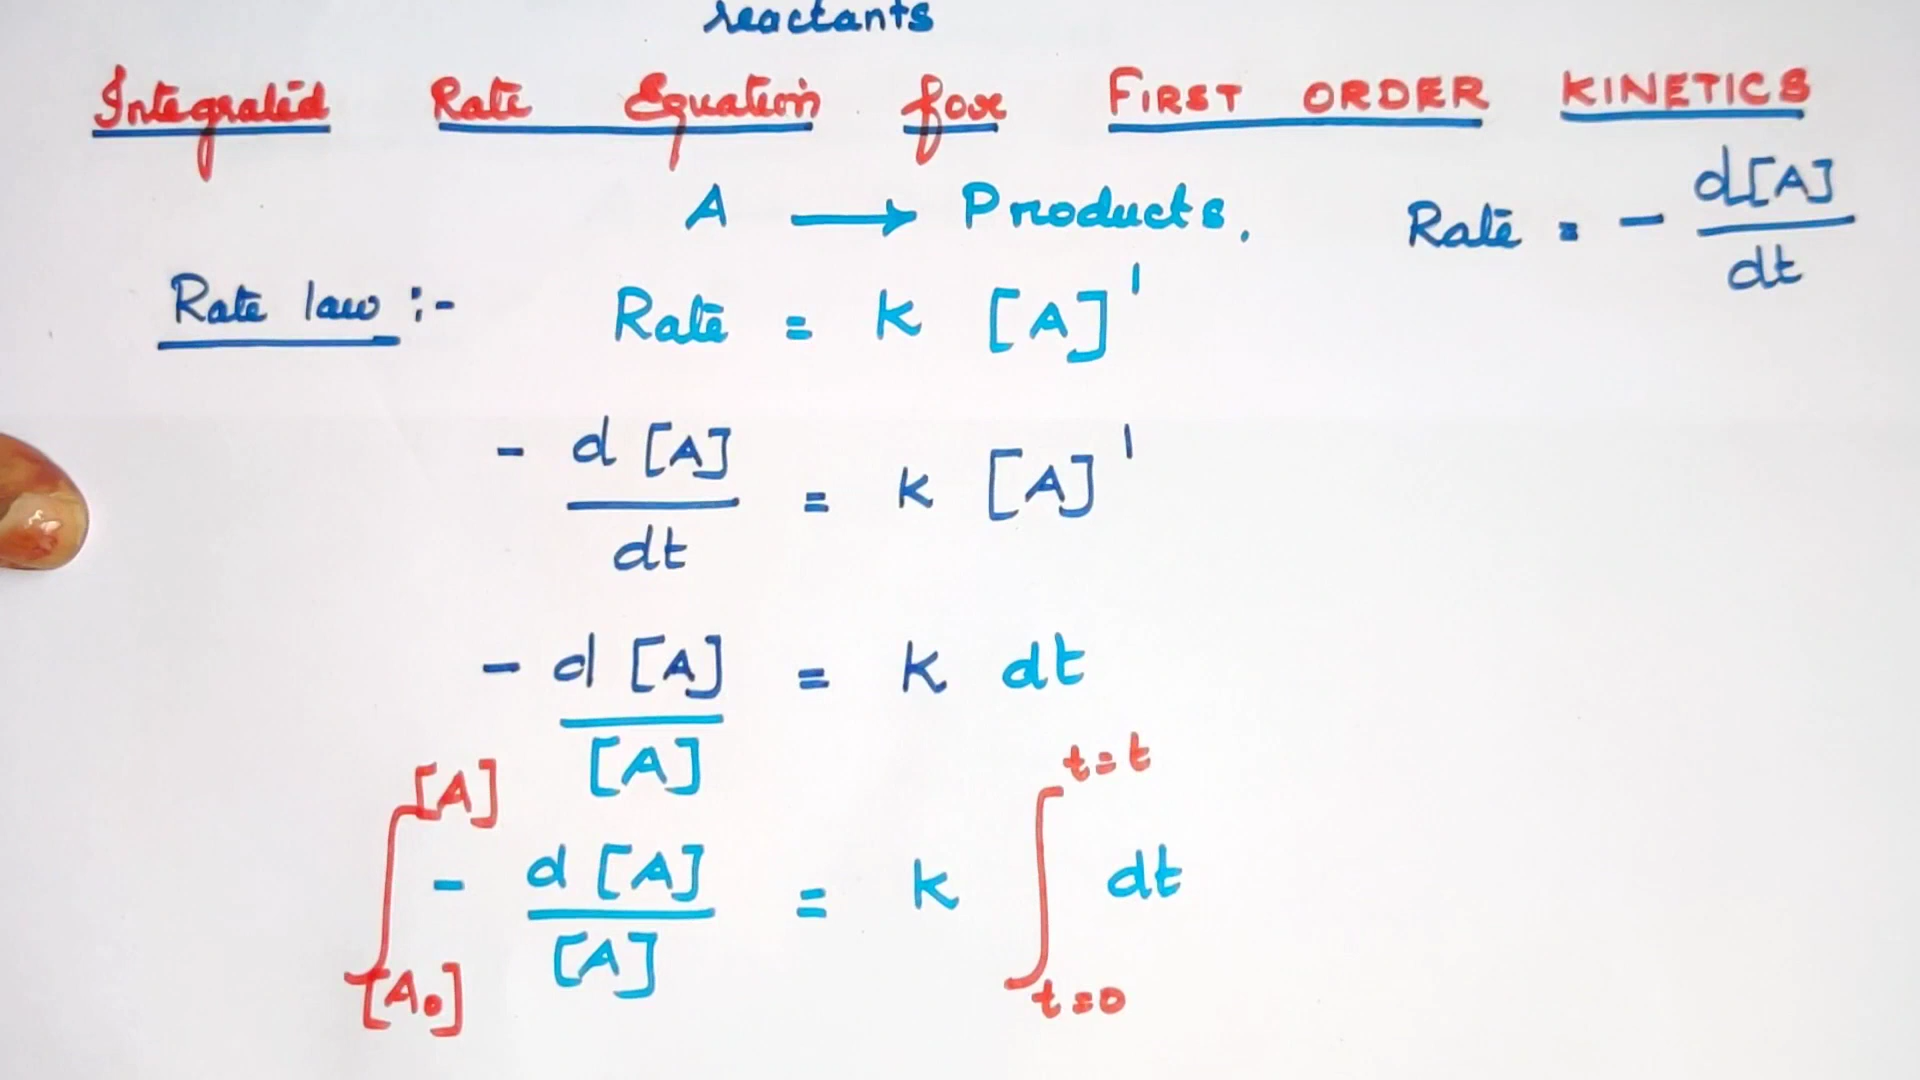 reactants
Integrated Rate Equation for FIRST ORDER KINETICS
A ⟶ Products. Rate = - d[A]/dt
Rate law :- Rate = k [A]¹
- d[A]/dt = k [A]¹
- d[A]/[A] = k dt
∫_[A₀]^[A] - d[A]/[A] = k ∫_t=0^t=t dt